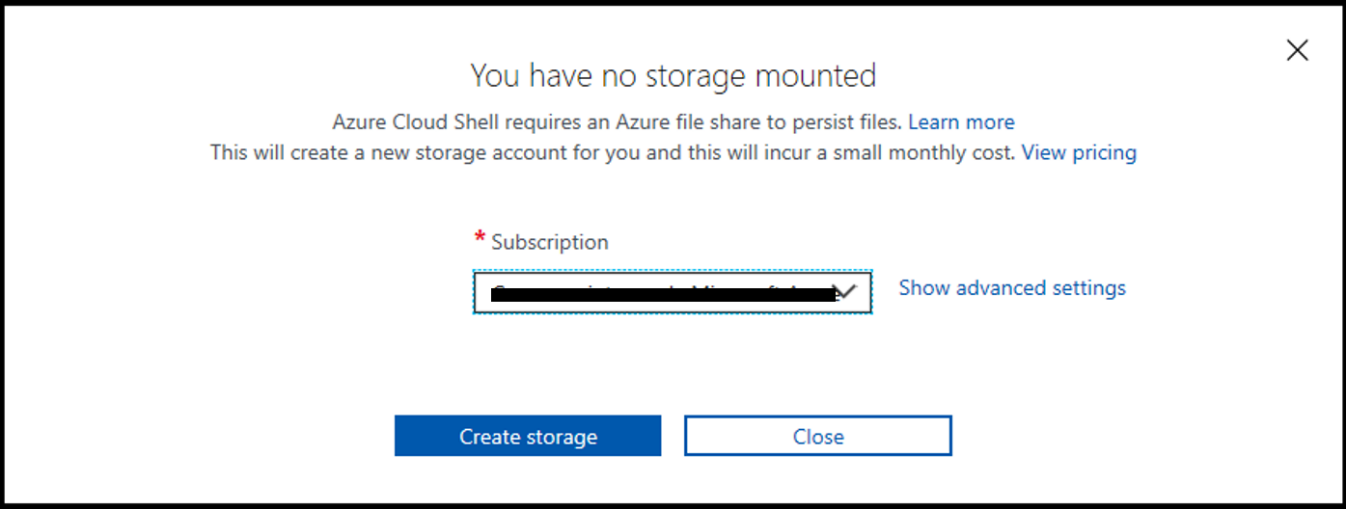 You have no storage mounted
Azure Cloud Shell requires an Azure file share to persist files. Learn more
This will create a new storage account for you and this will incur a small monthly cost. View pricing
* Subscription
Show advanced settings
Create storage
Close